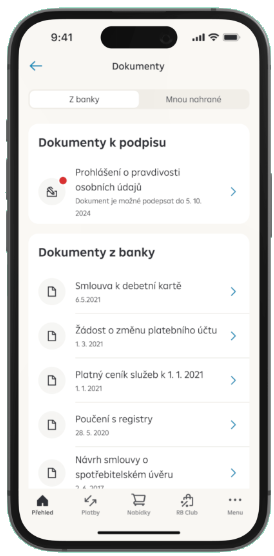 9:41
Dokumenty
Z banky
Mnou nahrané
Dokumenty k podpisu
Prohlášení o pravdivosti
osobních údajů
Dokument je možné podepsat do 5. 10.
2024
Dokumenty z banky
Smlouva k debetní kartě
6.5.2021
Žádost o změnu platebního účtu
1. 3. 2021
Platný ceník služeb k 1. 1. 2021
1. 1. 2021
Poučení s registry
28. 5. 2020
Návrh smlouvy o
spotřebitelském úvěru
2. 6. 2017
Přehled
Platby
Nabídky
RB Club
Menu